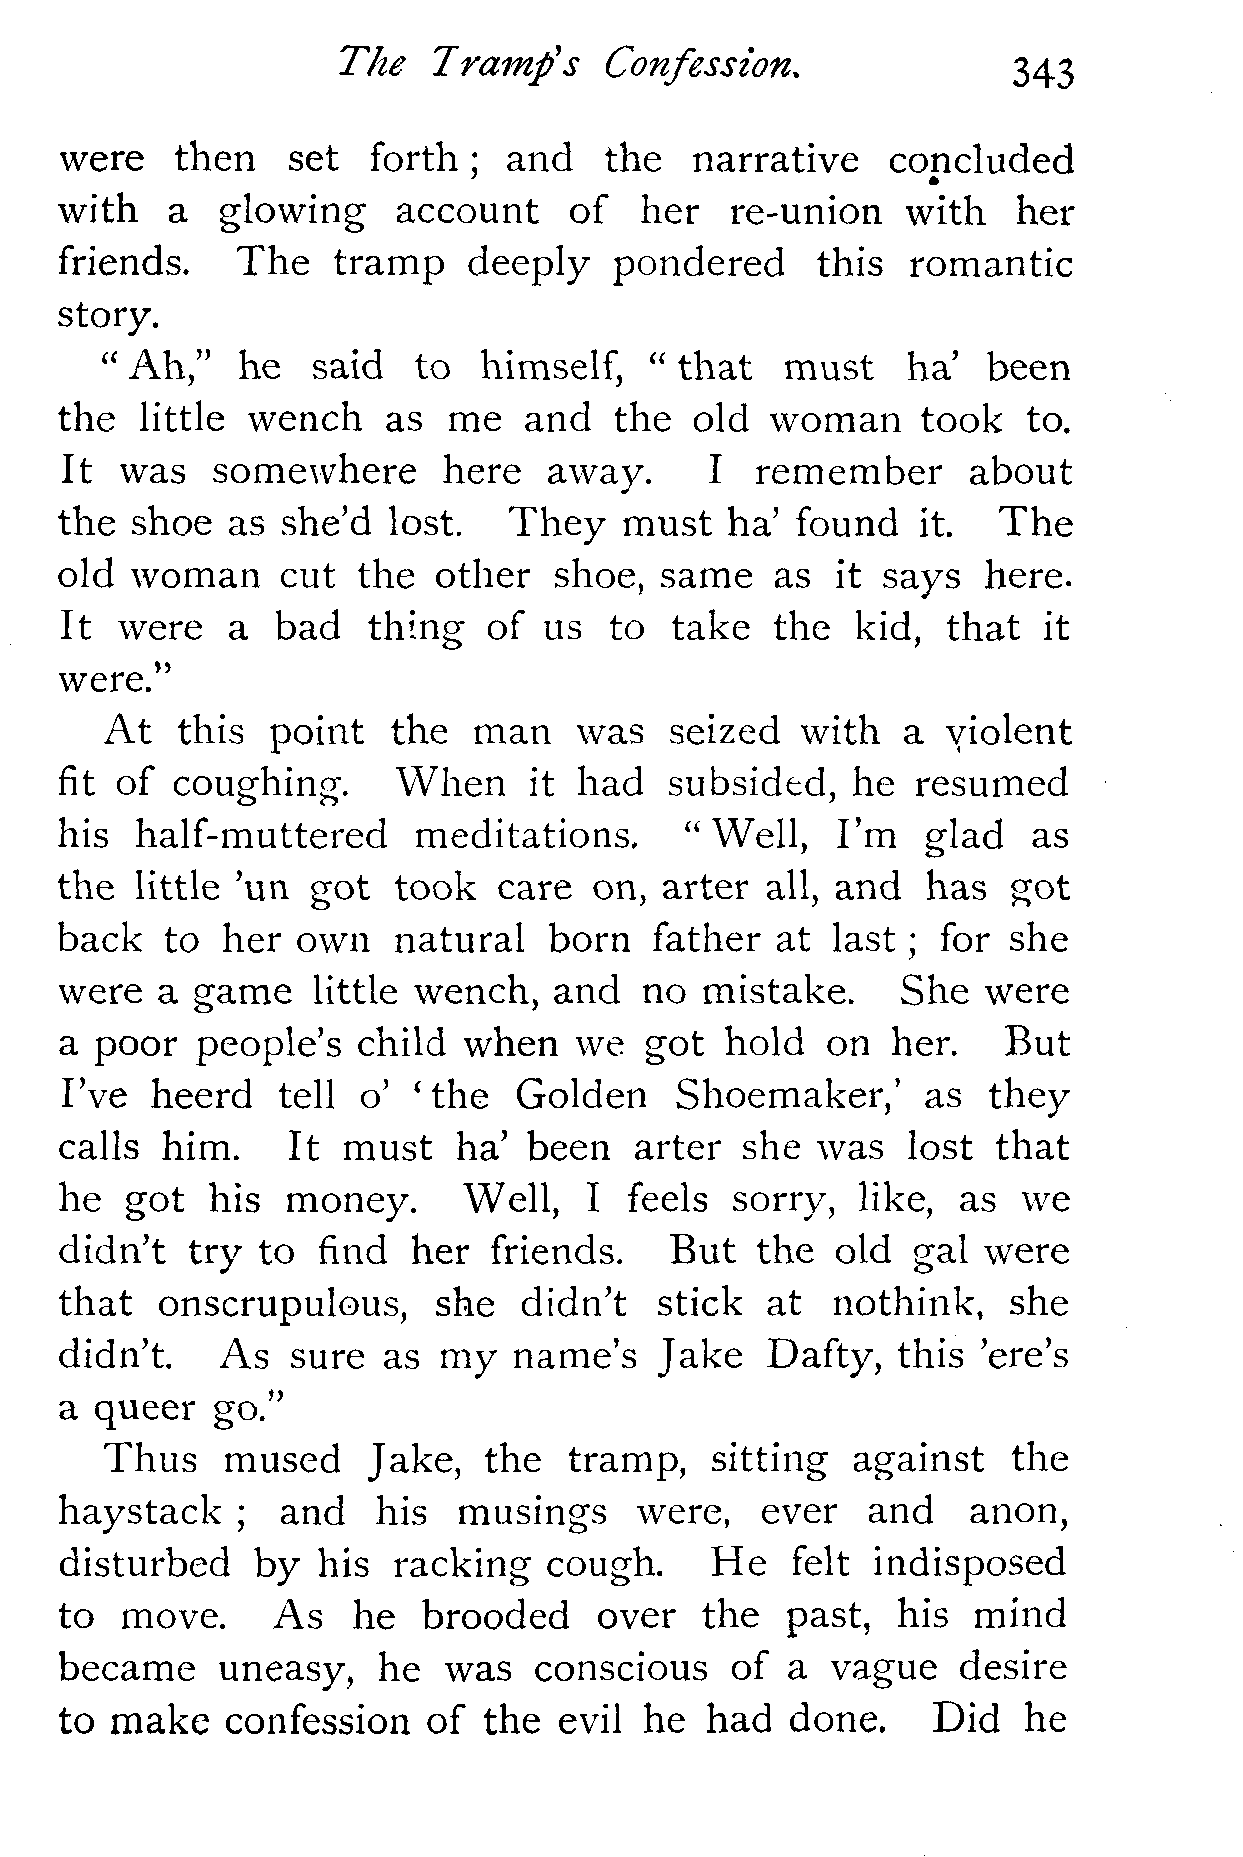 The Tramp's Confession. 343
were then set forth ; and the narrative concluded
with a glowing account of her re-union with her
friends. The tramp deeply pondered this romantic
story.
“ Ah,” he said to himself, “ that must ha’ been
the little wench as me and the old woman took to.
It was somewhere here away. I remember about
the shoe as she’d lost. They must ha’ found it. The
old woman cut the other shoe, same as it says here.
It were a bad thing of us to take the kid, that it
were.”
At this point the man was seized with a violent
fit of coughing. When it had subsided, he resumed
his half-muttered meditations. “ Well, I’m glad as
the little ’un got took care on, arter all, and has got
back to her own natural born father at last ; for she
were a game little wench, and no mistake. She were
a poor people’s child when we got hold on her. But
I’ve heerd tell o’ ‘ the Golden Shoemaker,’ as they
calls him. It must ha’ been arter she was lost that
he got his money. Well, I feels sorry, like, as we
didn’t try to find her friends. But the old gal were
that onscrupulous, she didn’t stick at nothink, she
didn’t. As sure as my name’s Jake Dafty, this ’ere’s
a queer go.”
Thus mused Jake, the tramp, sitting against the
haystack ; and his musings were, ever and anon,
disturbed by his racking cough. He felt indisposed
to move. As he brooded over the past, his mind
became uneasy, he was conscious of a vague desire
to make confession of the evil he had done. Did he